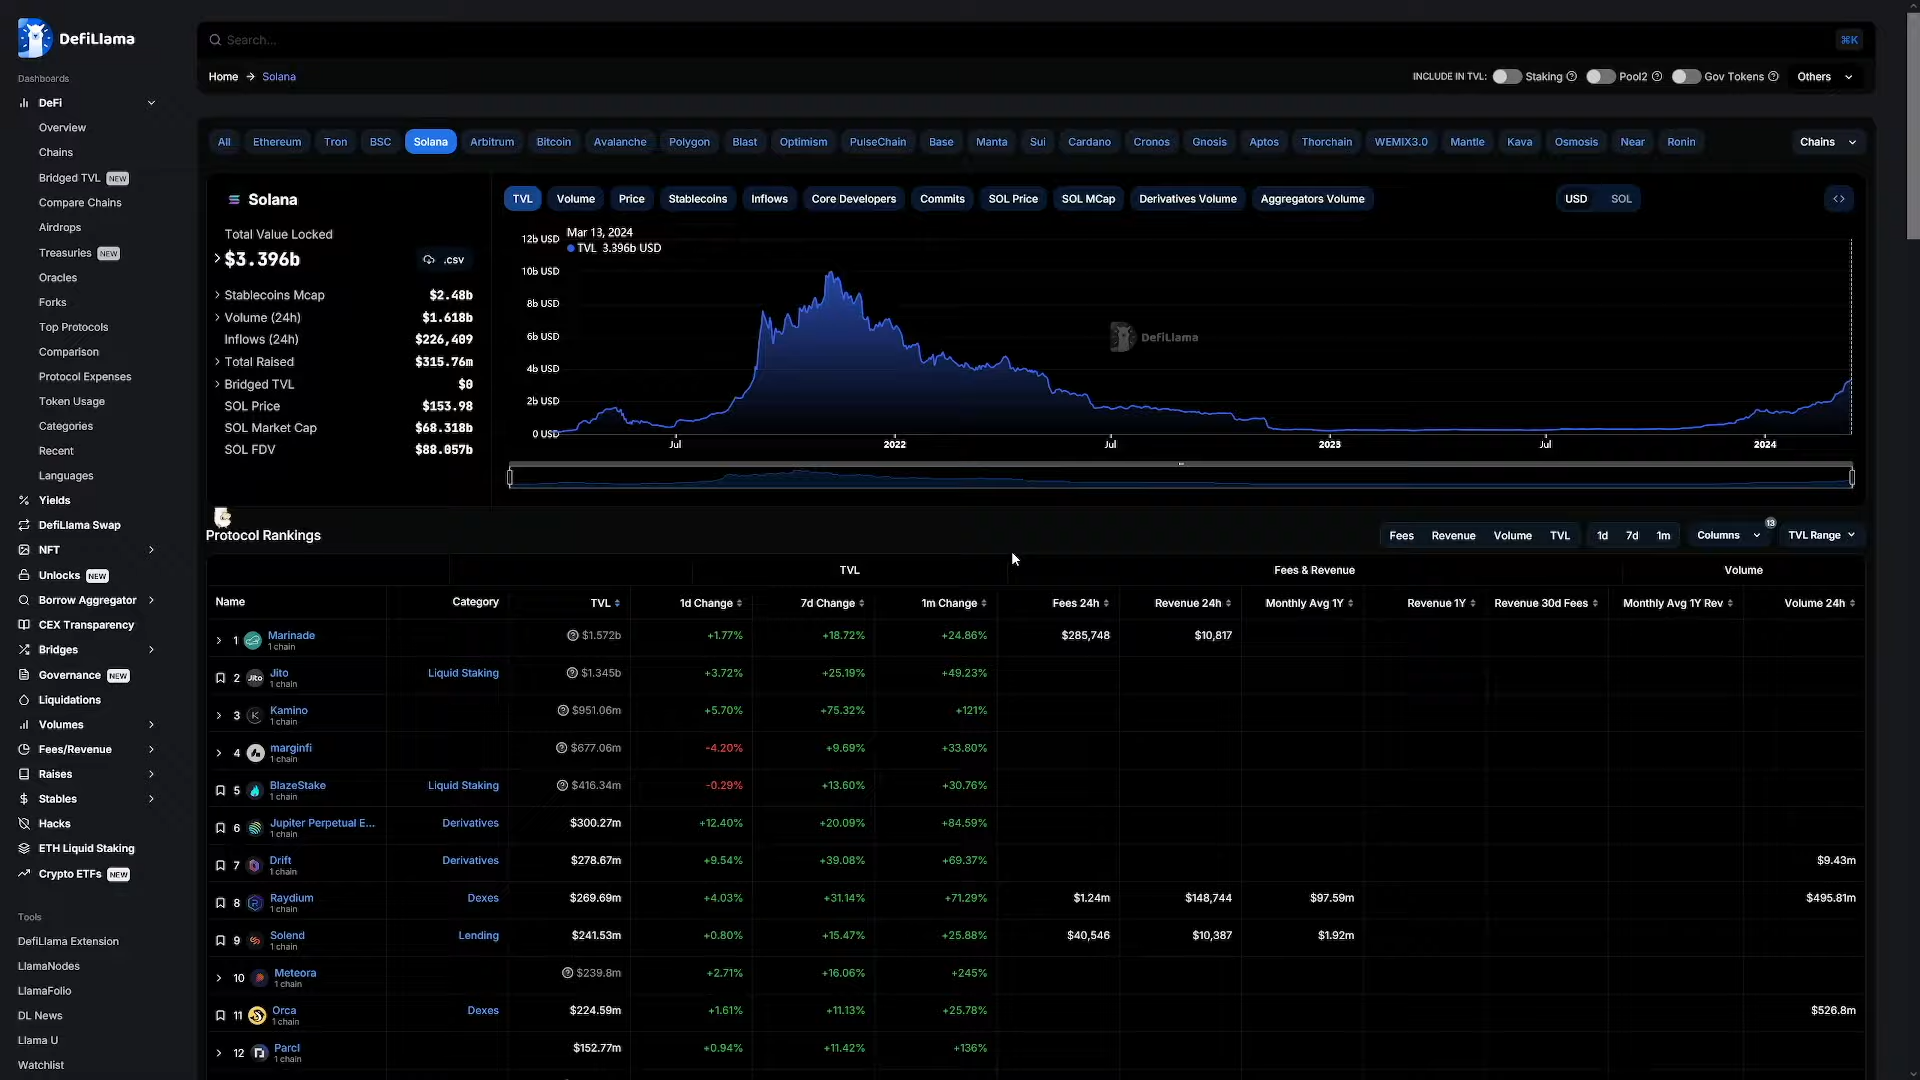 DefiLlama
Search...
⌘K
Dashboards
Home → Solana
INCLUDE IN TVL: Staking Pool2 Gov Tokens Others
DeFi
Overview
Chains
Bridged TVL NEW
Compare Chains
Airdrops
Treasuries NEW
Oracles
Forks
Top Protocols
Comparison
Protocol Expenses
Token Usage
Categories
Recent
Languages
Yields
DefiLlama Swap
NFT
Unlocks NEW
Borrow Aggregator
CEX Transparency
Bridges
Governance NEW
Liquidations
Volumes
Fees/Revenue
Raises
Stables
Hacks
ETH Liquid Staking
Crypto ETFs NEW
Tools
DefiLlama Extension
LlamaNodes
LlamaFolio
DL News
Llama U
Watchlist
All Ethereum Tron BSC Solana Arbitrum Bitcoin Avalanche Polygon Blast Optimism PulseChain Base Manta Sui Cardano Cronos Gnosis Aptos Thorchain WEMIX3.0 Mantle Kava Osmosis Near Ronin Chains
Solana
Total Value Locked
$3.396b .csv
Stablecoins Mcap $2.48b
Volume (24h) $1.618b
Inflows (24h) $226,409
Total Raised $315.76m
Bridged TVL $0
SOL Price $153.98
SOL Market Cap $68.318b
SOL FDV $88.057b
TVL Volume Price Stablecoins Inflows Core Developers Commits SOL Price SOL MCap Derivatives Volume Aggregators Volume USD SOL
Mar 13, 2024
TVL 3.396b USD
12b USD
10b USD
8b USD
6b USD
4b USD
2b USD
0 USD
DefiLlama
Jul 2022 Jul 2023 Jul 2024
Protocol Rankings
Fees Revenue Volume TVL 1d 7d 1m Columns 13 TVL Range
TVL Fees & Revenue Volume
Name Category TVL 1d Change 7d Change 1m Change Fees 24h Revenue 24h Monthly Avg 1Y Revenue 1Y Revenue 30d Fees Monthly Avg 1Y Rev Volume 24h
1 Marinade $1.572b +1.77% +18.72% +24.86% $285,748 $10,817
1 chain
2 Jito Liquid Staking $1.345b +3.72% +25.19% +49.23%
1 chain
3 Kamino $951.06m +5.70% +75.32% +121%
1 chain
4 marginfi $677.06m -4.20% +9.69% +33.80%
1 chain
5 BlazeStake Liquid Staking $416.34m -0.29% +13.60% +30.76%
1 chain
6 Jupiter Perpetual E... Derivatives $300.27m +12.40% +20.09% +84.59%
1 chain
7 Drift Derivatives $278.67m +9.54% +39.08% +69.37% $9.43m
1 chain
8 Raydium Dexes $269.69m +4.03% +31.14% +71.29% $1.24m $148,744 $97.59m $495.81m
1 chain
9 Solend Lending $241.53m +0.80% +15.47% +25.88% $40,546 $10,387 $1.92m
1 chain
10 Meteora $239.8m +2.71% +16.06% +245%
1 chain
11 Orca Dexes $224.59m +1.61% +11.13% +25.78% $526.8m
1 chain
12 Parcl $152.77m +0.94% +11.42% +136%
1 chain